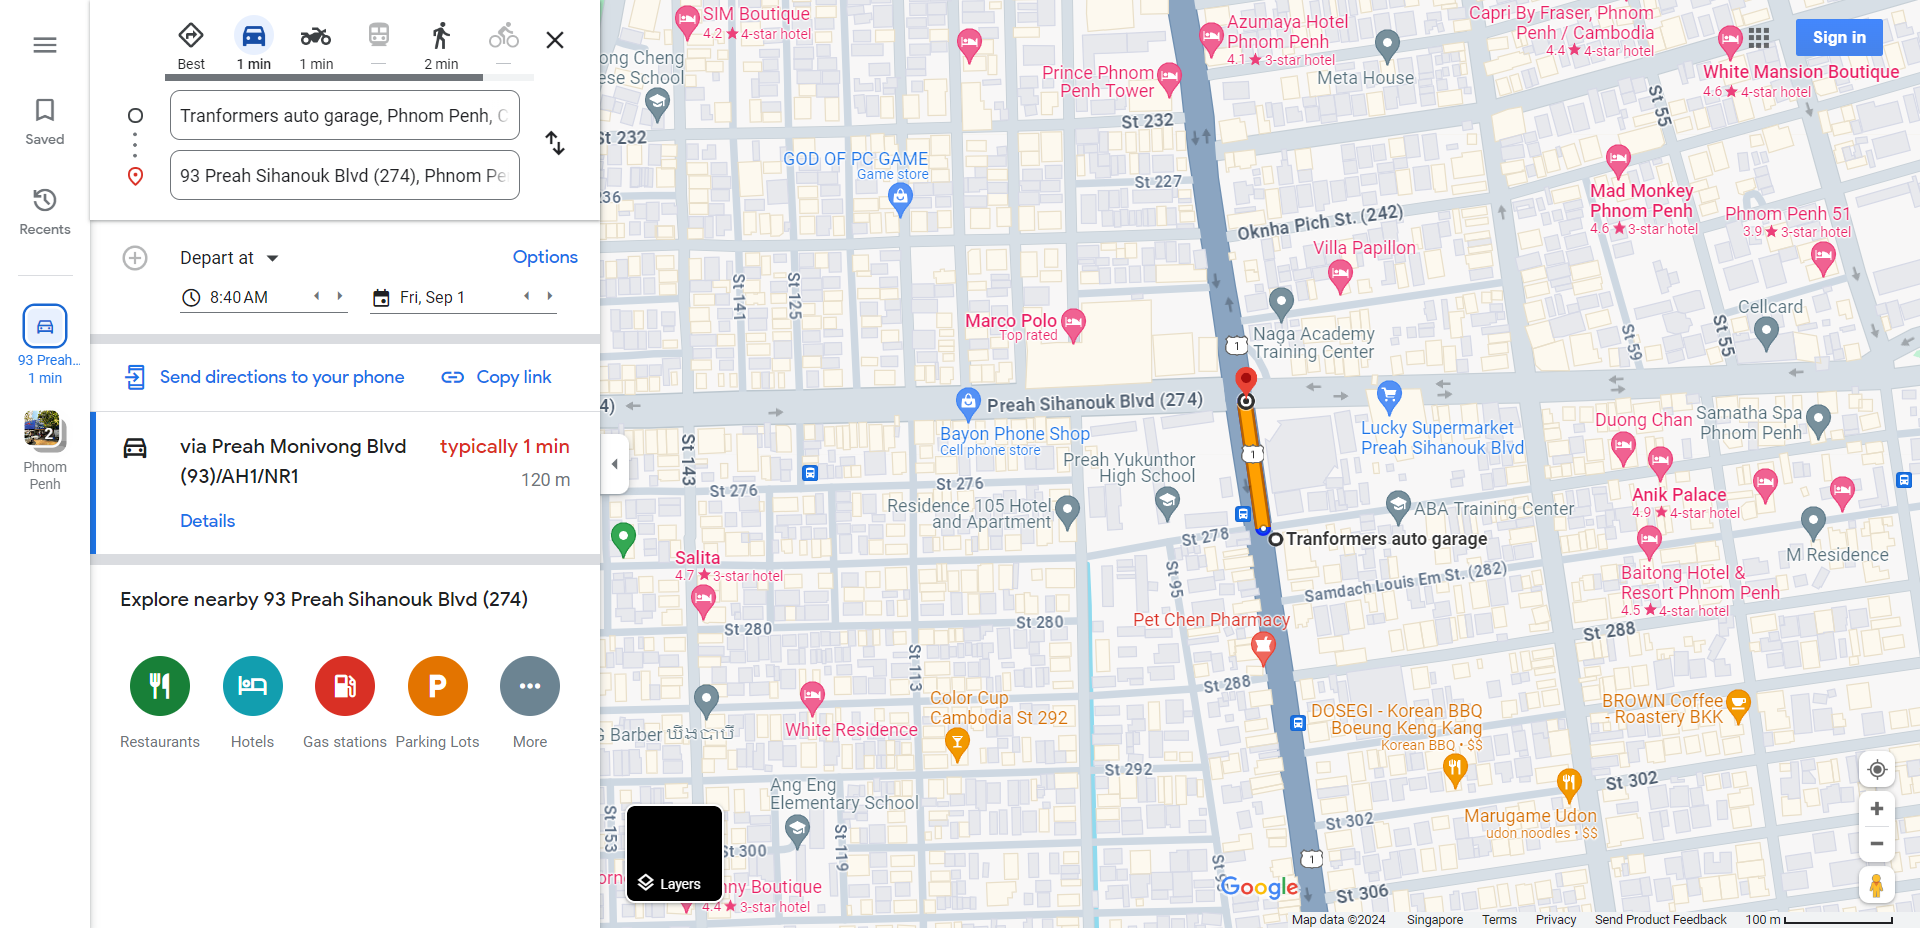 Saved
Recents
93 Preah...
1 min
2
Phnom
Penh
Best
1 min
1 min
—
2 min
—
Tranformers auto garage, Phnom Penh, C
93 Preah Sihanouk Blvd (274), Phnom Pe
Depart at
Options
8:40 AM
Fri, Sep 1
Send directions to your phone
Copy link
via Preah Monivong Blvd
(93)/AH1/NR1
typically 1 min
120 m
Details
Explore nearby 93 Preah Sihanouk Blvd (274)
Restaurants
Hotels
Gas stations
P
Parking Lots
More
SIM Boutique
4.2 ★ 4-star hotel
ong Cheng
ese School
St 232
36
GOD OF PC GAME
Game store
Prince Phnom
Penh Tower
St 232
St 227
Azumaya Hotel
Phnom Penh
4.1 ★ 3-star hotel
Meta House
Capri By Fraser, Phnom
Penh / Cambodia
4.4 ★ 4-star hotel
Sign in
White Mansion Boutique
4.6 ★ 4-star hotel
St 55
Mad Monkey
Phnom Penh
4.6 ★ 3-star hotel
Phnom Penh 51
3.9 ★ 3-star hotel
Oknha Pich St. (242)
Villa Papillon
St 141
St 125
Marco Polo
Top rated
1
Naga Academy
Training Center
St 59
St 55
Cellcard
4)
Preah Sihanouk Blvd (274)
Bayon Phone Shop
Cell phone store
Lucky Supermarket
Preah Sihanouk Blvd
Duong Chan
Samatha Spa
Phnom Penh
St 143
1
Preah Yukunthor
High School
St 276
St 276
Residence 105 Hotel
and Apartment
ABA Training Center
Anik Palace
4.9 ★ 4-star hotel
St 278
Tranformers auto garage
M Residence
Salita
4.7 ★ 3-star hotel
St 95
Samdach Louis Em St. (282)
Baitong Hotel &
Resort Phnom Penh
4.5 ★ 4-star hotel
St 280
St 280
Pet Chen Pharmacy
St 288
St 113
St 288
Color Cup
Cambodia St 292
White Residence
G Barber ឃីងបាបី
DOSEGI - Korean BBQ
Boeung Keng Kang
Korean BBQ • $$
BROWN Coffee
- Roastery BKK
St 292
St 302
Ang Eng
Elementary School
St 153
St 119
St 300
St 302
Marugame Udon
udon noodles • $$
1
St 9
Layers
orn
nny Boutique
4.4 ★ 3-star hotel
Google
St 306
Map data ©2024
Singapore
Terms
Privacy
Send Product Feedback
100 m